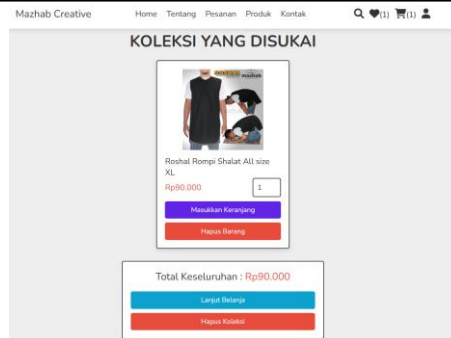 Mazhab Creative
Home Tentang Pesanan Produk Kontak
(1) (1)
KOLEKSI YANG DISUKAI
mazhab
Roshal Rompi Shalat All size
XL
Rp90.000
1
Masukkan Keranjang
Hapus Barang
Total Keseluruhan : Rp90.000
Lanjut Belanja
Hapus Koleksi